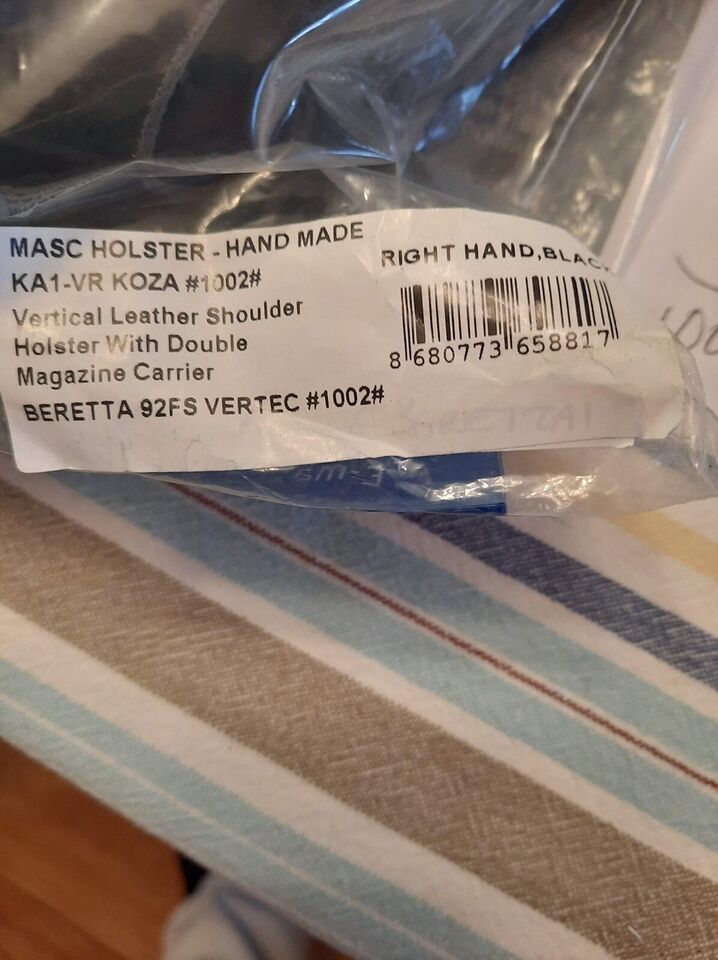 MASC HOLSTER - HAND MADE
KA1-VR KOZA #1002#
Vertical Leather Shoulder
Holster With Double
Magazine Carrier
BERETTA 92FS VERTEC #1002#
RIGHT HAND,BLAC
8 680773 658817